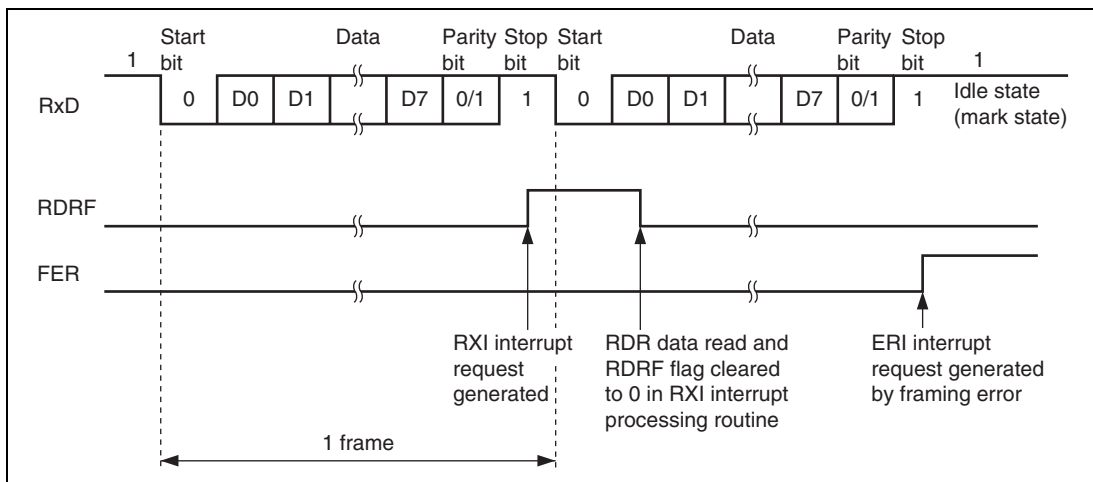 Start bit Data Parity bit Stop bit Start bit Data Parity bit Stop bit
1 1
RxD 0 D0 D1 D7 0/1 1 0 D0 D1 D7 0/1 1 Idle state (mark state)
RDRF
FER
RXI interrupt
request
generated
RDR data read and
RDRF flag cleared
to 0 in RXI interrupt
processing routine
ERI interrupt
request generated
by framing error
1 frame